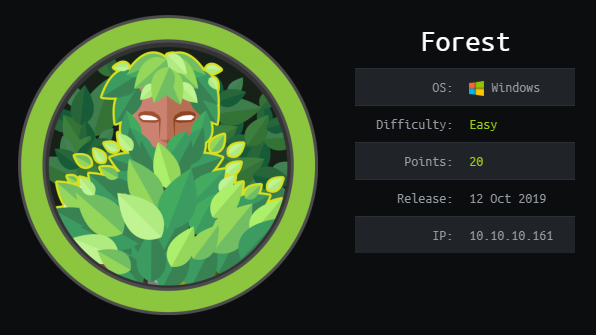 Forest
OS: Windows
Difficulty: Easy
Points: 20
Release: 12 Oct 2019
IP: 10.10.10.161